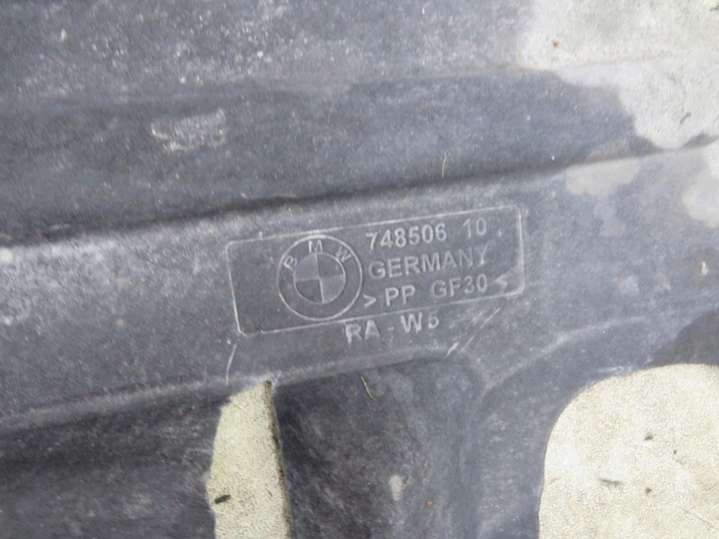 BMW
748506 10
GERMANY
>PP GF30<
RA-W5